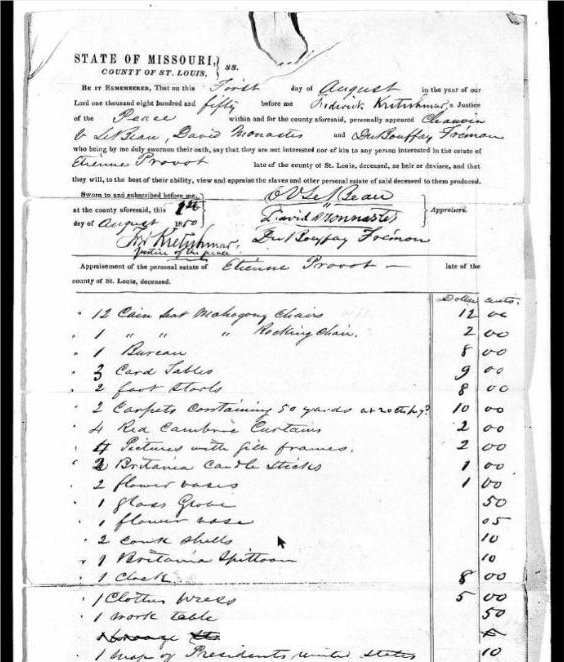 STATE OF MISSOURI, } ss.
COUNTY OF ST. LOUIS,
BE IT REMEMBERED, That on this First day of August in the year of our
Lord one thousand eight hundred and fifty before me Frederick Kretschmar, a Justice
of the Peace within and for the county aforesaid, personally appeared Chauvin
V LeBeau, David Monastes and Du Bouffay Frémon
who being by me duly sworn on their oath, say that they are not interested nor of kin to any person interested in the estate of
Etienne Provot late of the county of St. Louis, deceased, as heir or devisee, and that
they will, to the best of their ability, view and appraise the slaves and other personal estate of said deceased to them produced.
Sworn to and subscribed before me,
at the county aforesaid, this 1st
day of August 1850
Fr. Kretschmar.
Justice of the peace
C V LeBeau
David Monnastes
Du Bouffay Frémon
Appraisers.
Appraisement of the personal estate of Etienne Provot — late of the
county of St. Louis, deceased.
Dollars cents.
12 Cain Seat Mahogony Chairs 12 00
1 " " " Rocking Chair. 2 00
1 Bureau 8 00
3 Card Tables 9 00
2 foot Stools 8 00
2 Carpets containing 50 yards at 20 10 00
4 Red Cambric Curtains 2 00
4 Pictures with gilt frames. 2 00
2 Britania Candle Sticks 1 00
2 flower vases 1 00
1 glass Globe 50
1 flower vase 05
2 conk shells 10
1 Britania Spittoon 10
1 Clock 8 00
1 Clothes Press 5 00
1 work table 50
1 map of Presidents united states 10